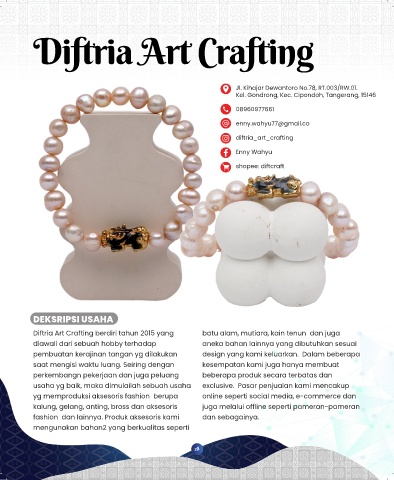 Diftria Art Crafting
Jl. Kihajar Dewantoro No.78, RT.003/RW.01.
Kel. Gondrong, Kec. Cipondoh, Tangerang, 15146
08960977661
enny.wahyu77@gmail.co
diftria_art_crafting
Enny Wahyu
shopee: diftcraft
DEKSRIPSI USAHA
Diftria Art Crafting berdiri tahun 2015 yang
diawali dari sebuah hobby terhadap
pembuatan kerajinan tangan yg dilakukan
saat mengisi waktu luang. Seiring dengan
perkembangn pekerjaan dan juga peluang
usaha yg baik, maka dimulailah sebuah usaha
yg memproduksi aksesoris fashion  berupa
kalung, gelang, anting, bross dan aksesoris
fashion  dan lainnya. Produk aksesoris kami
mengunakan bahan2 yang berkualitas seperti
batu alam, mutiara, kain tenun  dan juga
aneka bahan lainnya yang dibutuhkan sesuai
design yang kami keluarkan.  Dalam beberapa
kesempatan kami juga hanya membuat
beberapa produk secara terbatas dan
exclusive.  Pasar penjualan kami mencakup
online seperti social media, e-commerce dan
juga melalui offline seperti pameran-pameran
dan sebagainya.